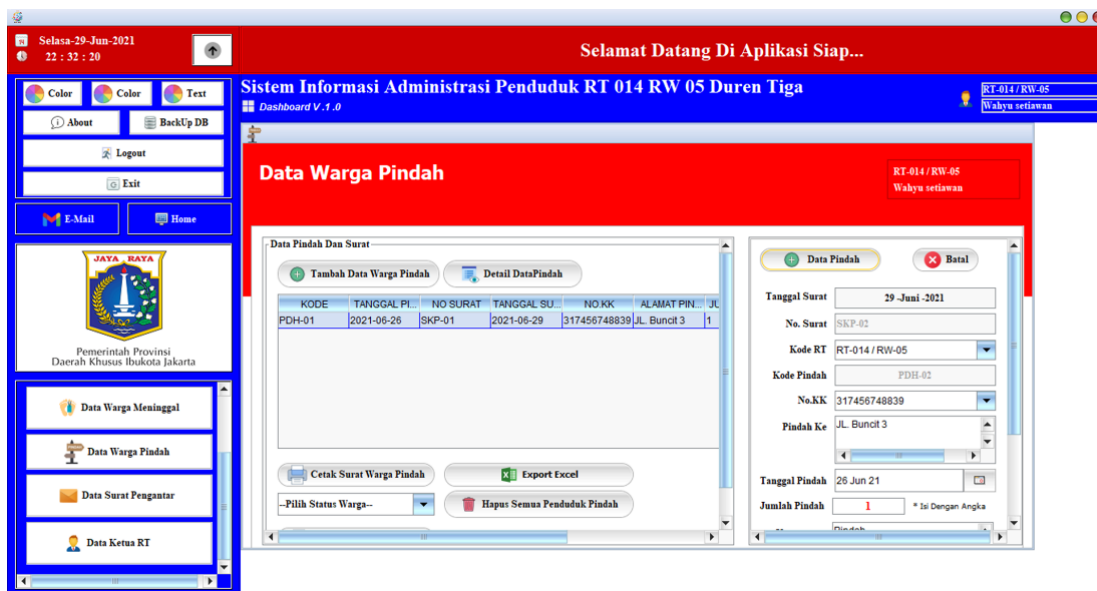 Selasa-29-Jun-2021
22 : 32 : 20
Selamat Datang Di Aplikasi Siap...
Color
Color
Text
About
BackUp DB
Logout
Exit
E-Mail
Home
JAYA RAYA
Pemerintah Provinsi
Daerah Khusus Ibukota Jakarta
Data Warga Meninggal
Data Warga Pindah
Data Surat Pengantar
Data Ketua RT
Sistem Informasi Administrasi Penduduk RT 014 RW 05 Duren Tiga
Dashboard V .1 .0
RT-014 / RW-05
Wahyu setiawan
Data Warga Pindah
RT-014 / RW-05
Wahyu setiawan
Data Pindah Dan Surat
Tambah Data Warga Pindah
Detail DataPindah
KODE TANGGAL PI... NO SURAT TANGGAL SU... NO.KK ALAMAT PIN... JU
PDH-01 2021-06-26 SKP-01 2021-06-29 317456748839 JL. Buncit 3 1
Cetak Surat Warga Pindah
Export Excel
--Pilih Status Warga--
Hapus Semua Penduduk Pindah
Data Pindah
Batal
Tanggal Surat 29 -Juni -2021
No. Surat SKP-02
Kode RT RT-014 / RW-05
Kode Pindah PDH-02
No.KK 317456748839
Pindah Ke JL. Buncit 3
Tanggal Pindah 26 Jun 21
Jumlah Pindah 1 * Isi Dengan Angka
Pindah